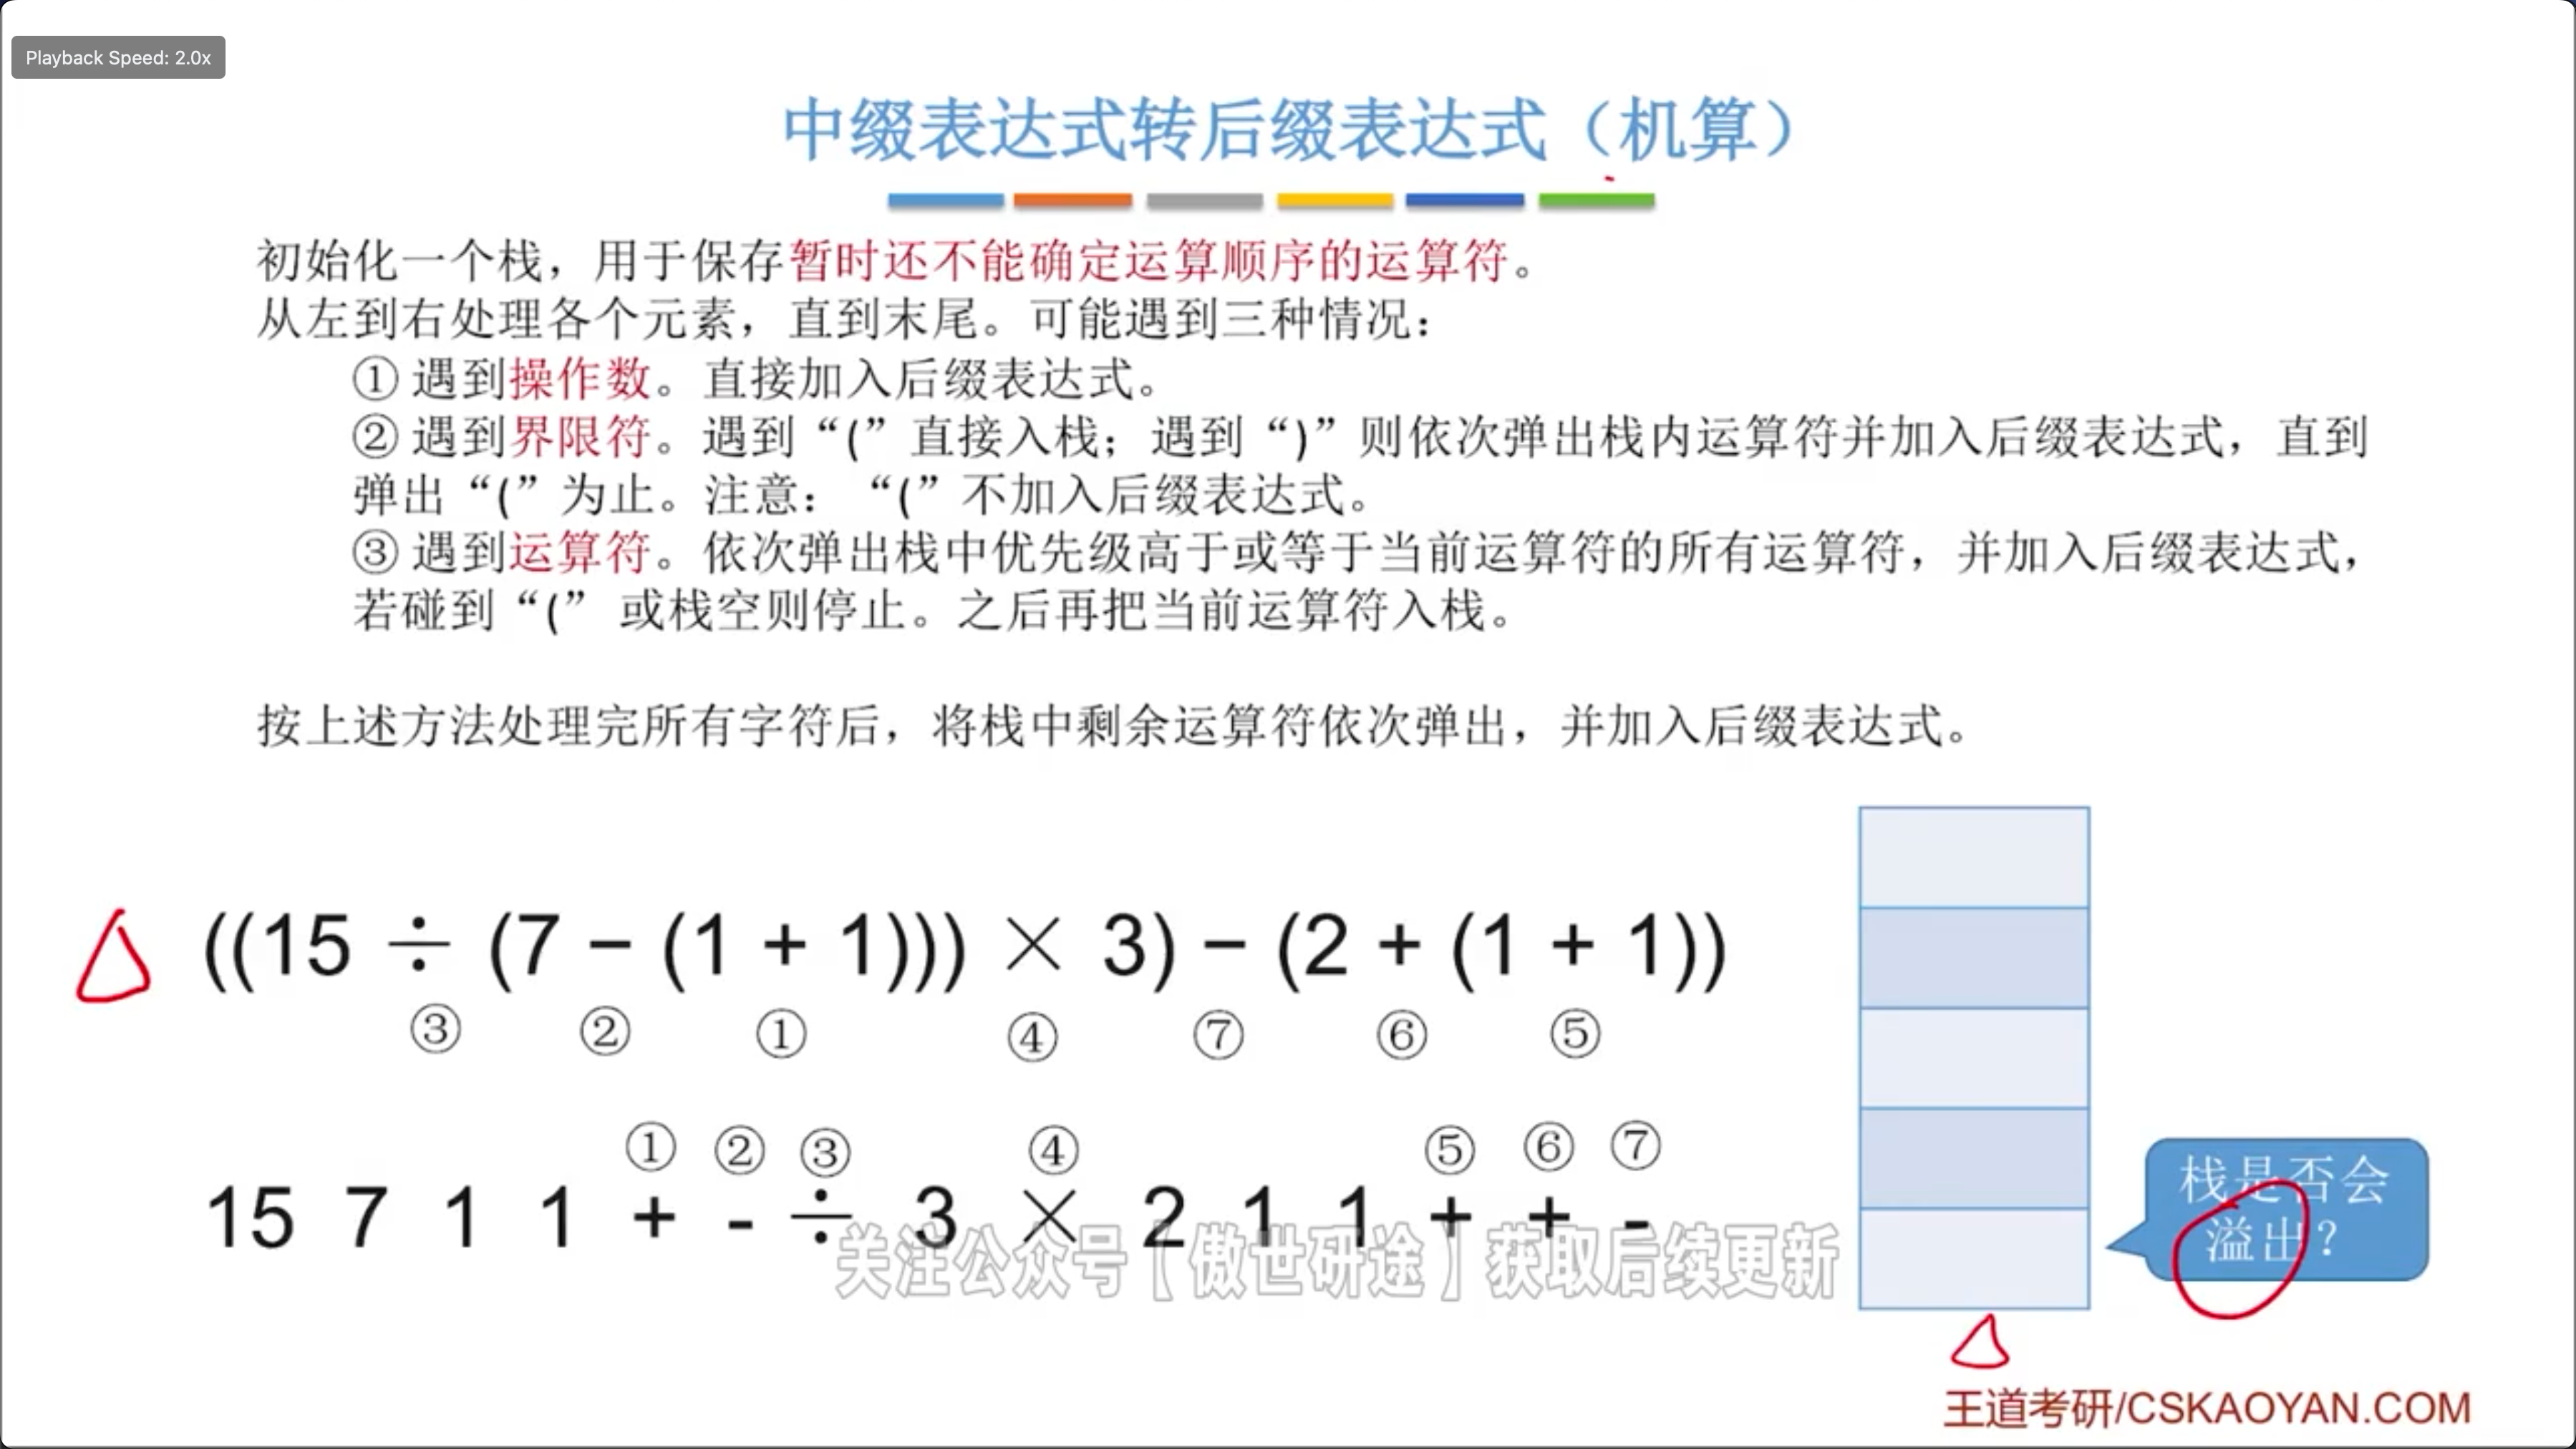 Playback Speed: 2.0x
中缀表达式转后缀表达式（机算）
初始化一个栈，用于保存暂时还不能确定运算顺序的运算符。
从左到右处理各个元素，直到末尾。可能遇到三种情况：
① 遇到操作数。直接加入后缀表达式。
② 遇到界限符。遇到“(”直接入栈；遇到“)”则依次弹出栈内运算符并加入后缀表达式，直到
弹出“(”为止。注意：“(”不加入后缀表达式。
③ 遇到运算符。依次弹出栈中优先级高于或等于当前运算符的所有运算符，并加入后缀表达式，
若碰到“(” 或栈空则停止。之后再把当前运算符入栈。
按上述方法处理完所有字符后，将栈中剩余运算符依次弹出，并加入后缀表达式。
((15 ÷ (7 − (1 + 1))) × 3) − (2 + (1 + 1))
③ ② ① ④ ⑦ ⑥ ⑤
① ② ③ ④ ⑤ ⑥ ⑦
15 7 1 1 + - ÷ 3 × 2 1 1 + + -
栈是否会
溢出？
关注公众号【傲世研途】获取后续更新
王道考研/CSKAOYAN.COM